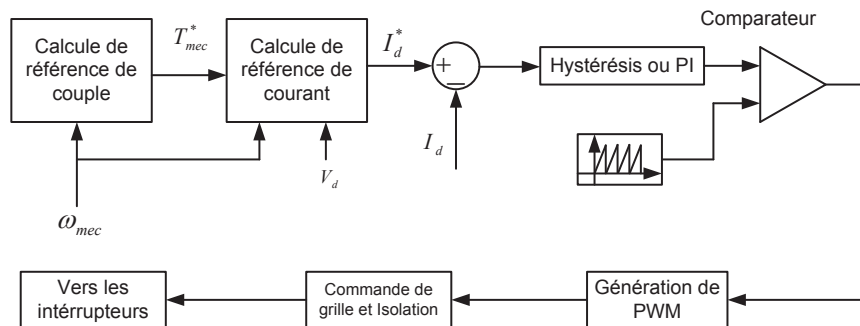 Comparateur
Calcule de
référence de
couple
T*mec
Calcule de
référence de
courant
I*d
+
−
Hystérésis ou PI
Id
Vd
ωmec
Vers les
intérrupteurs
Commande de
grille et Isolation
Génération de
PWM